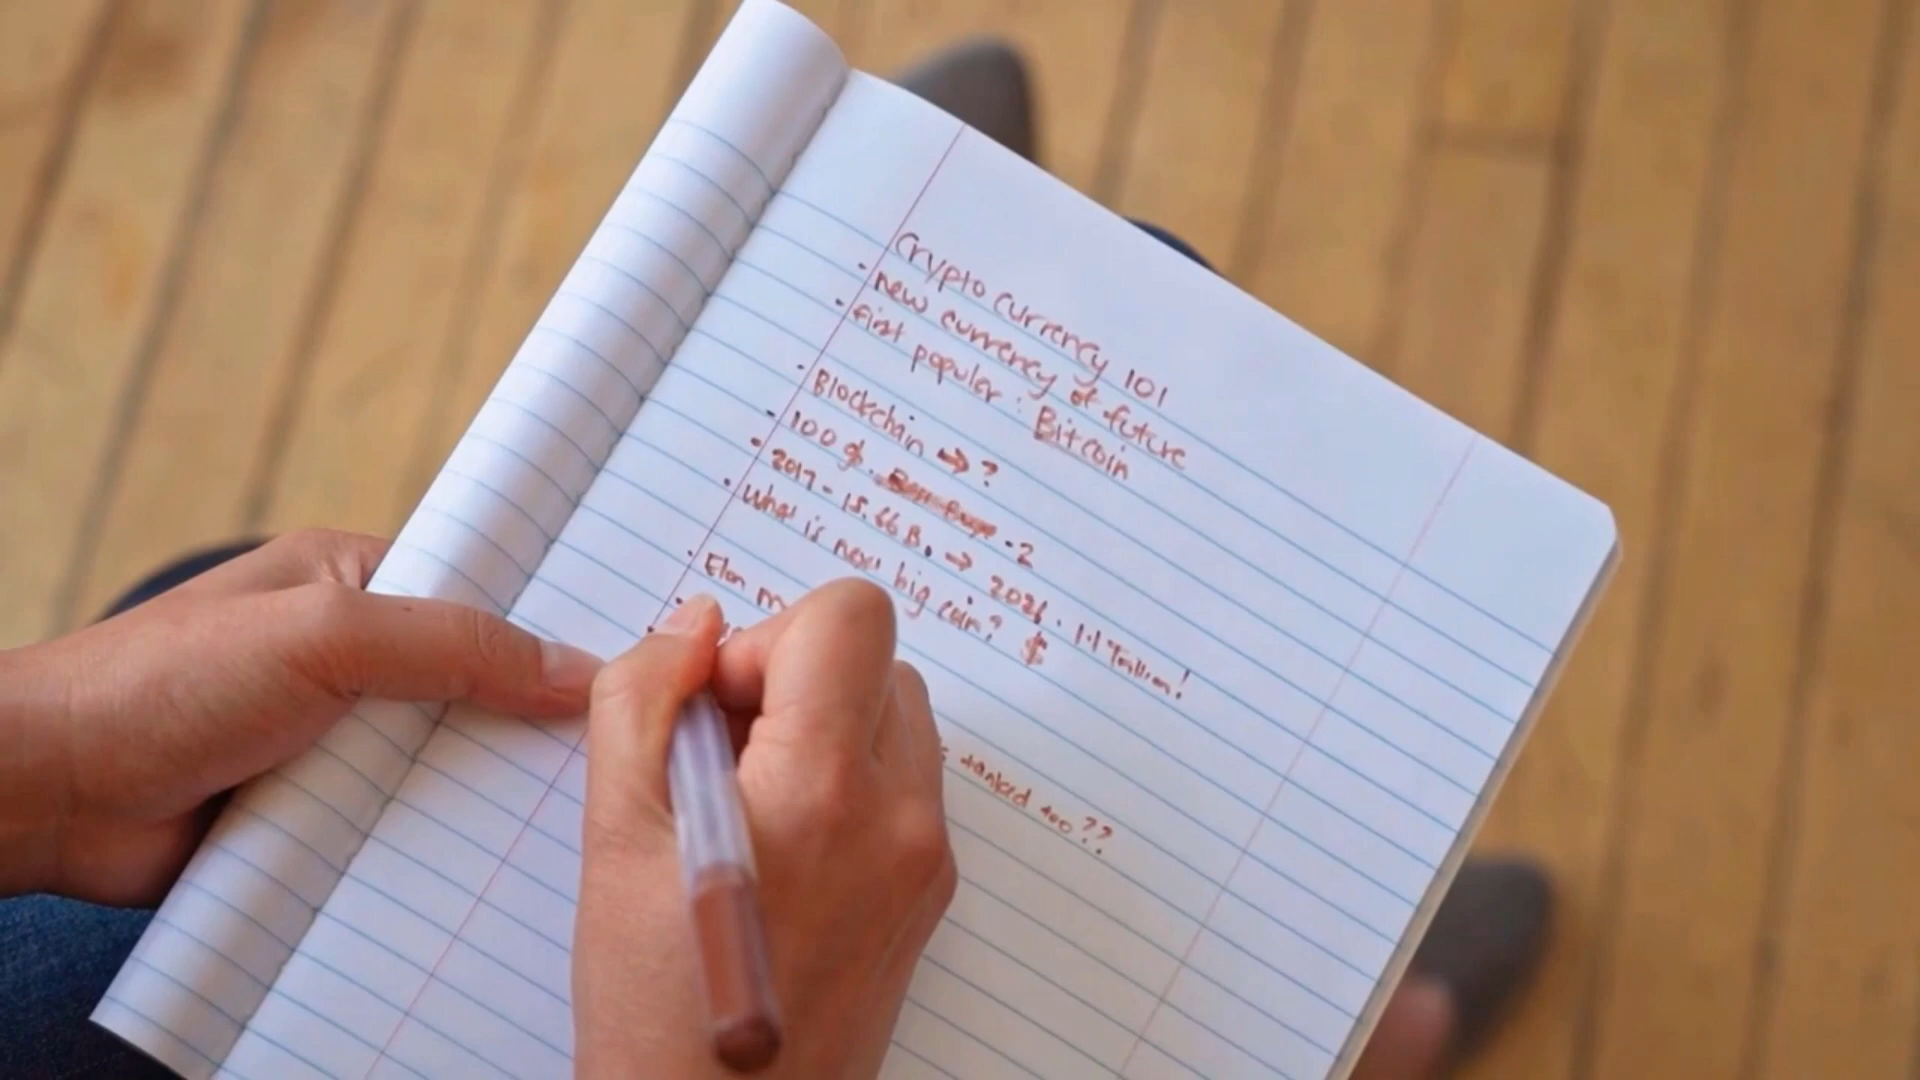 Crypto currency 101
- new currency of future
- first popular : Bitcoin
- Blockchain → ?
- 100 $. - 2
- 2017 - 15.66 B. → 2021. 1.1 Trillion!
- What is next big coin? $
- Elon m
tanked too??